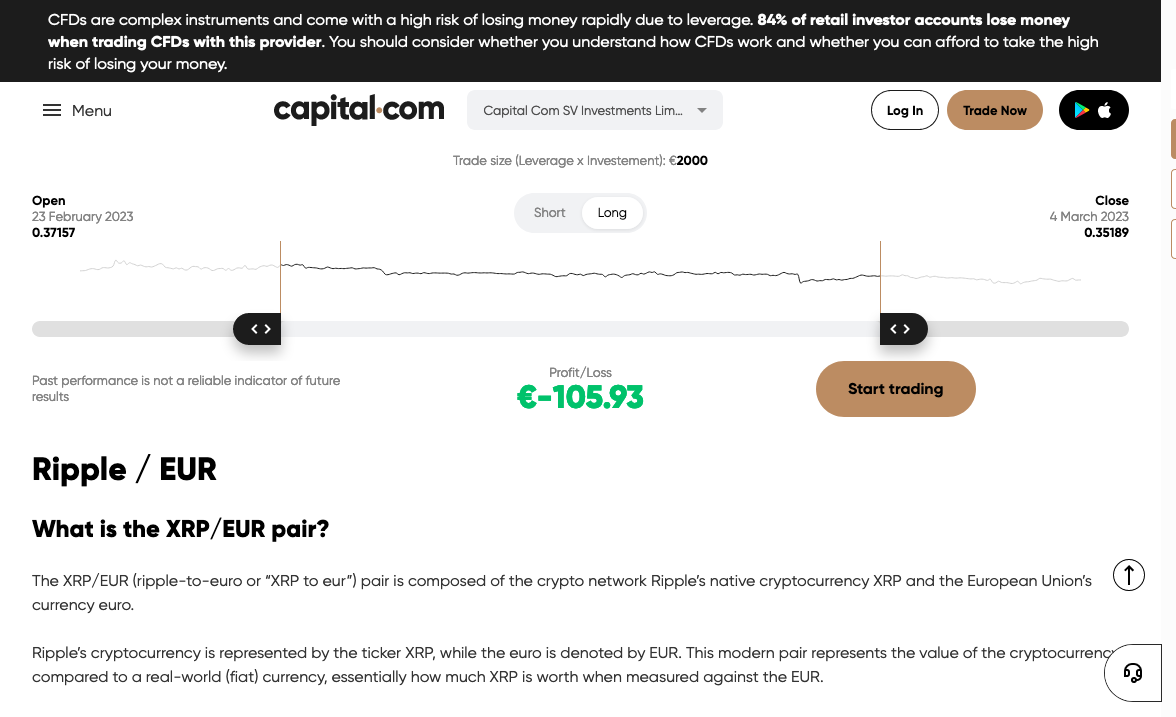 CFDs are complex instruments and come with a high risk of losing money rapidly due to leverage. 84% of retail investor accounts lose money
when trading CFDs with this provider. You should consider whether you understand how CFDs work and whether you can afford to take the high
risk of losing your money.
Menu
capital.com
Capital Com SV Investments Lim...
Log In
Trade Now
Trade size (Leverage x Investement): €2000
Open
23 February 2023
0.37157
Short
Long
Close
4 March 2023
0.35189
Past performance is not a reliable indicator of future
results
Profit/Loss
€-105.93
Start trading
Ripple / EUR
What is the XRP/EUR pair?
The XRP/EUR (ripple-to-euro or “XRP to eur”) pair is composed of the crypto network Ripple’s native cryptocurrency XRP and the European Union’s
currency euro.
Ripple’s cryptocurrency is represented by the ticker XRP, while the euro is denoted by EUR. This modern pair represents the value of the cryptocurrency
compared to a real-world (fiat) currency, essentially how much XRP is worth when measured against the EUR.